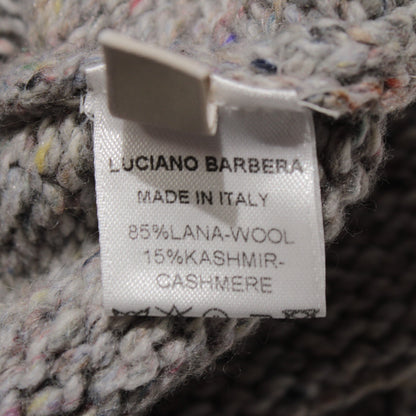 LUCIANO BARBERA
MADE IN ITALY
85%LANA-WOOL
15%KASHMIR-
CASHMERE